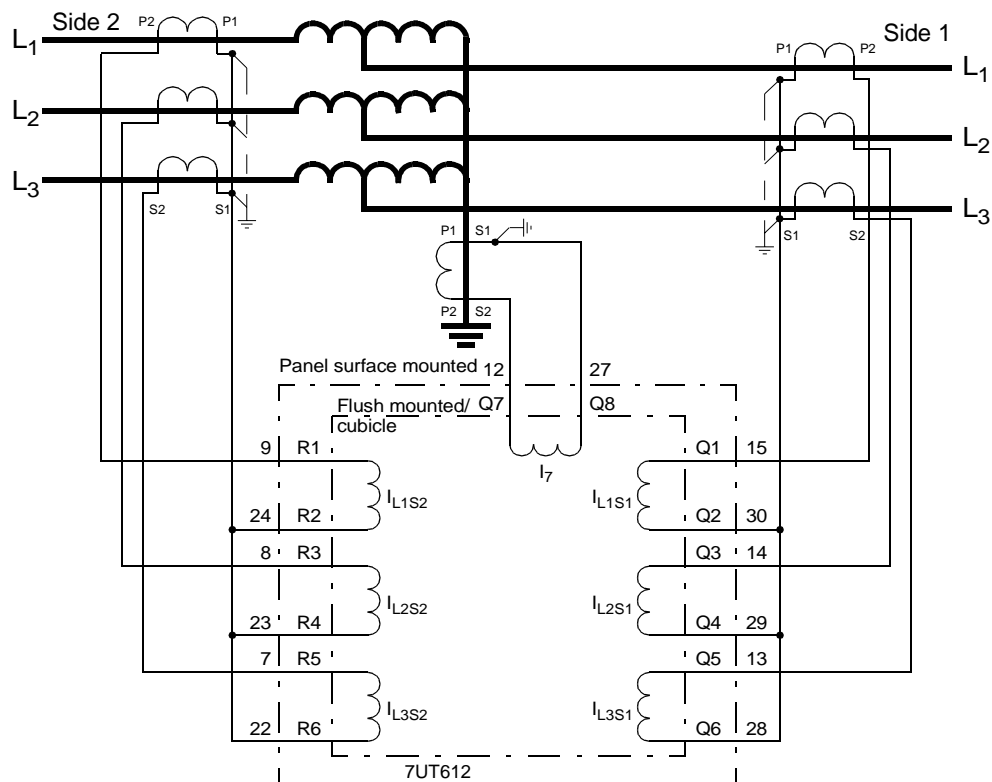 Side 2
P2 P1
L1
Side 1
P1 P2
L1
L2
L2
L3
S2 S1
L3
S1 S2
P1 S1
P2 S2
Panel surface mounted 12 27
Flush mounted/ Q7 Q8
cubicle
I7
9 R1
Q1 15
IL1S2
IL1S1
24 R2
Q2 30
8 R3
Q3 14
IL2S2
IL2S1
23 R4
Q4 29
7 R5
Q5 13
IL3S2
IL3S1
22 R6
Q6 28
7UT612